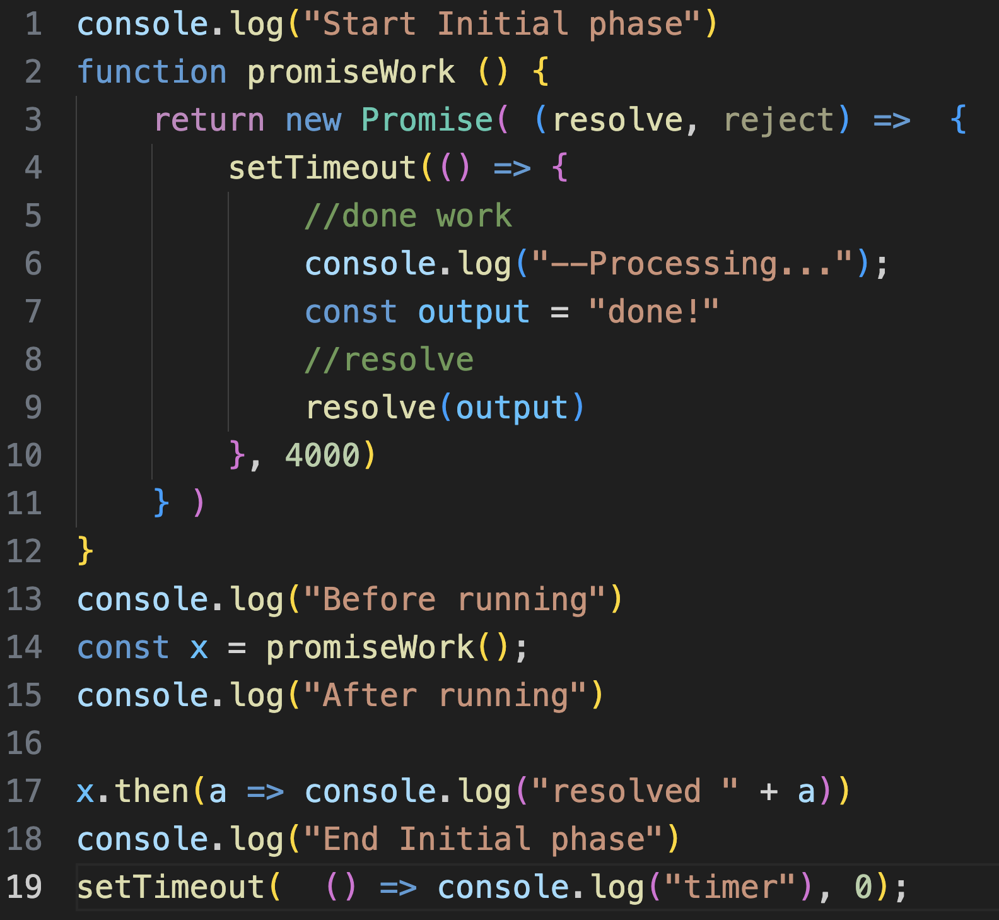 1 console.log("Start Initial phase")
2 function promiseWork () {
3     return new Promise( (resolve, reject) =>  {
4         setTimeout(() => {
5             //done work
6             console.log("--Processing...");
7             const output = "done!"
8             //resolve
9             resolve(output)
10         }, 4000)
11     } )
12 }
13 console.log("Before running")
14 const x = promiseWork();
15 console.log("After running")
16
17 x.then(a => console.log("resolved " + a))
18 console.log("End Initial phase")
19 setTimeout(  () => console.log("timer"), 0);